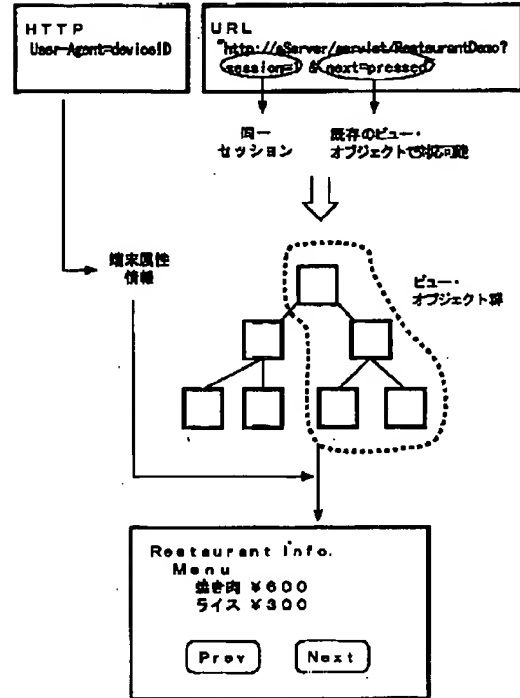 HTTP
User-Agent=deviceID
URL
"http://aServer/servlet/RestaurantDemo?
session=1 & next=pressed"
同一
セッション
既存のビュー・
オブジェクトで対応可能
端末属性
情報
ビュー・
オブジェクト群
Restaurant Info.
Menu
焼き肉 ¥600
ライス ¥300
Prev
Next